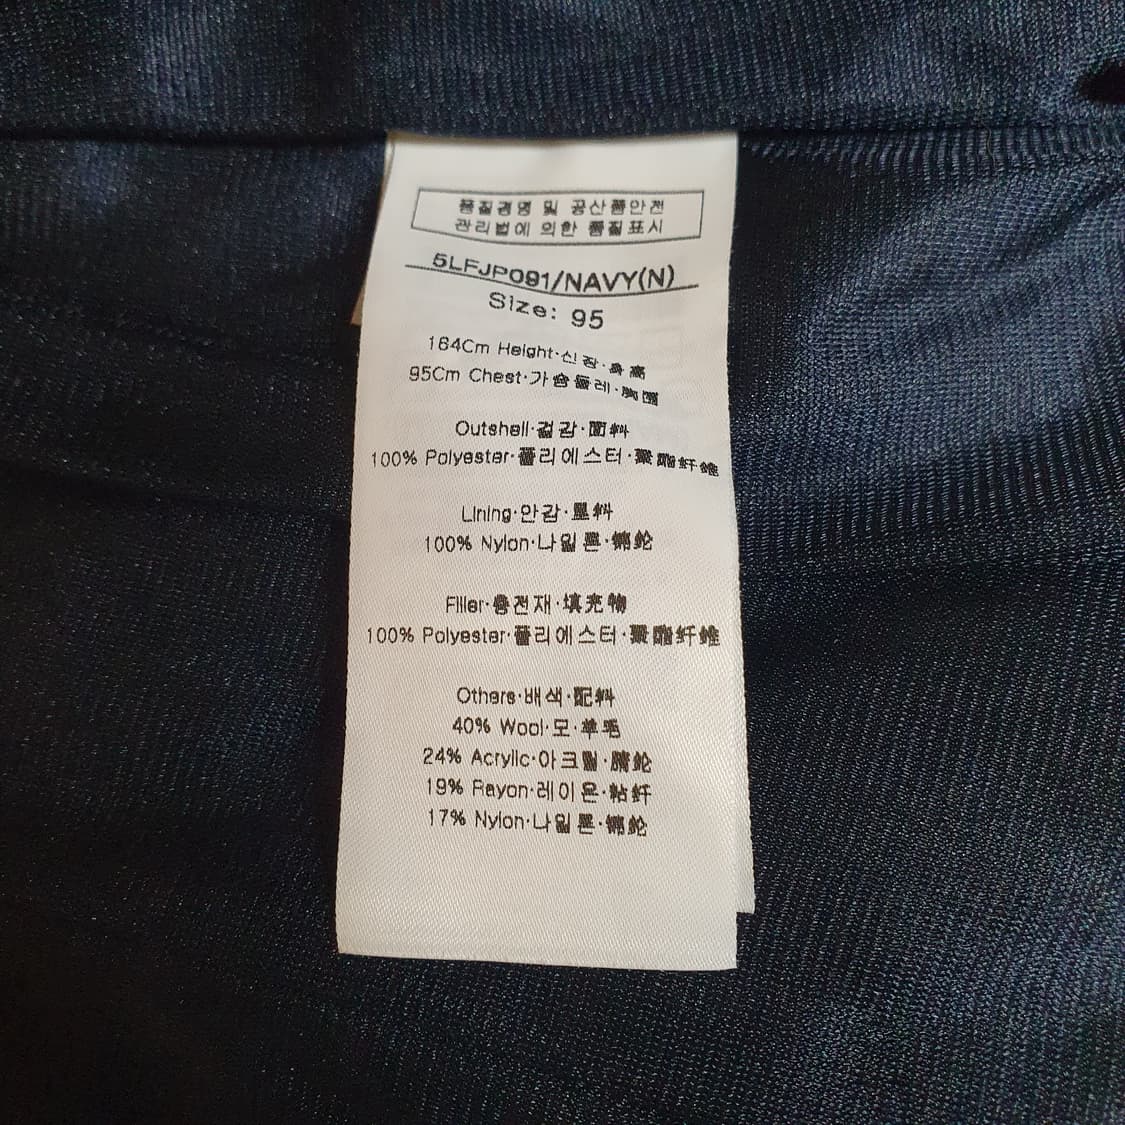 품질경영 및 공산품안전
관리법에 의한 품질표시
5LFJP091/NAVY(N)
Size: 95
164Cm Height·신장·身高
95Cm Chest·가슴둘레·胸围
Outshell·겉감·面料
100% Polyester·폴리에스터·聚酯纤维
Lining·안감·里料
100% Nylon·나일론·锦纶
Filler·충전재·填充物
100% Polyester·폴리에스터·聚酯纤维
Others·배색·配料
40% Wool·모·羊毛
24% Acrylic·아크릴·腈纶
19% Rayon·레이온·粘纤
17% Nylon·나일론·锦纶